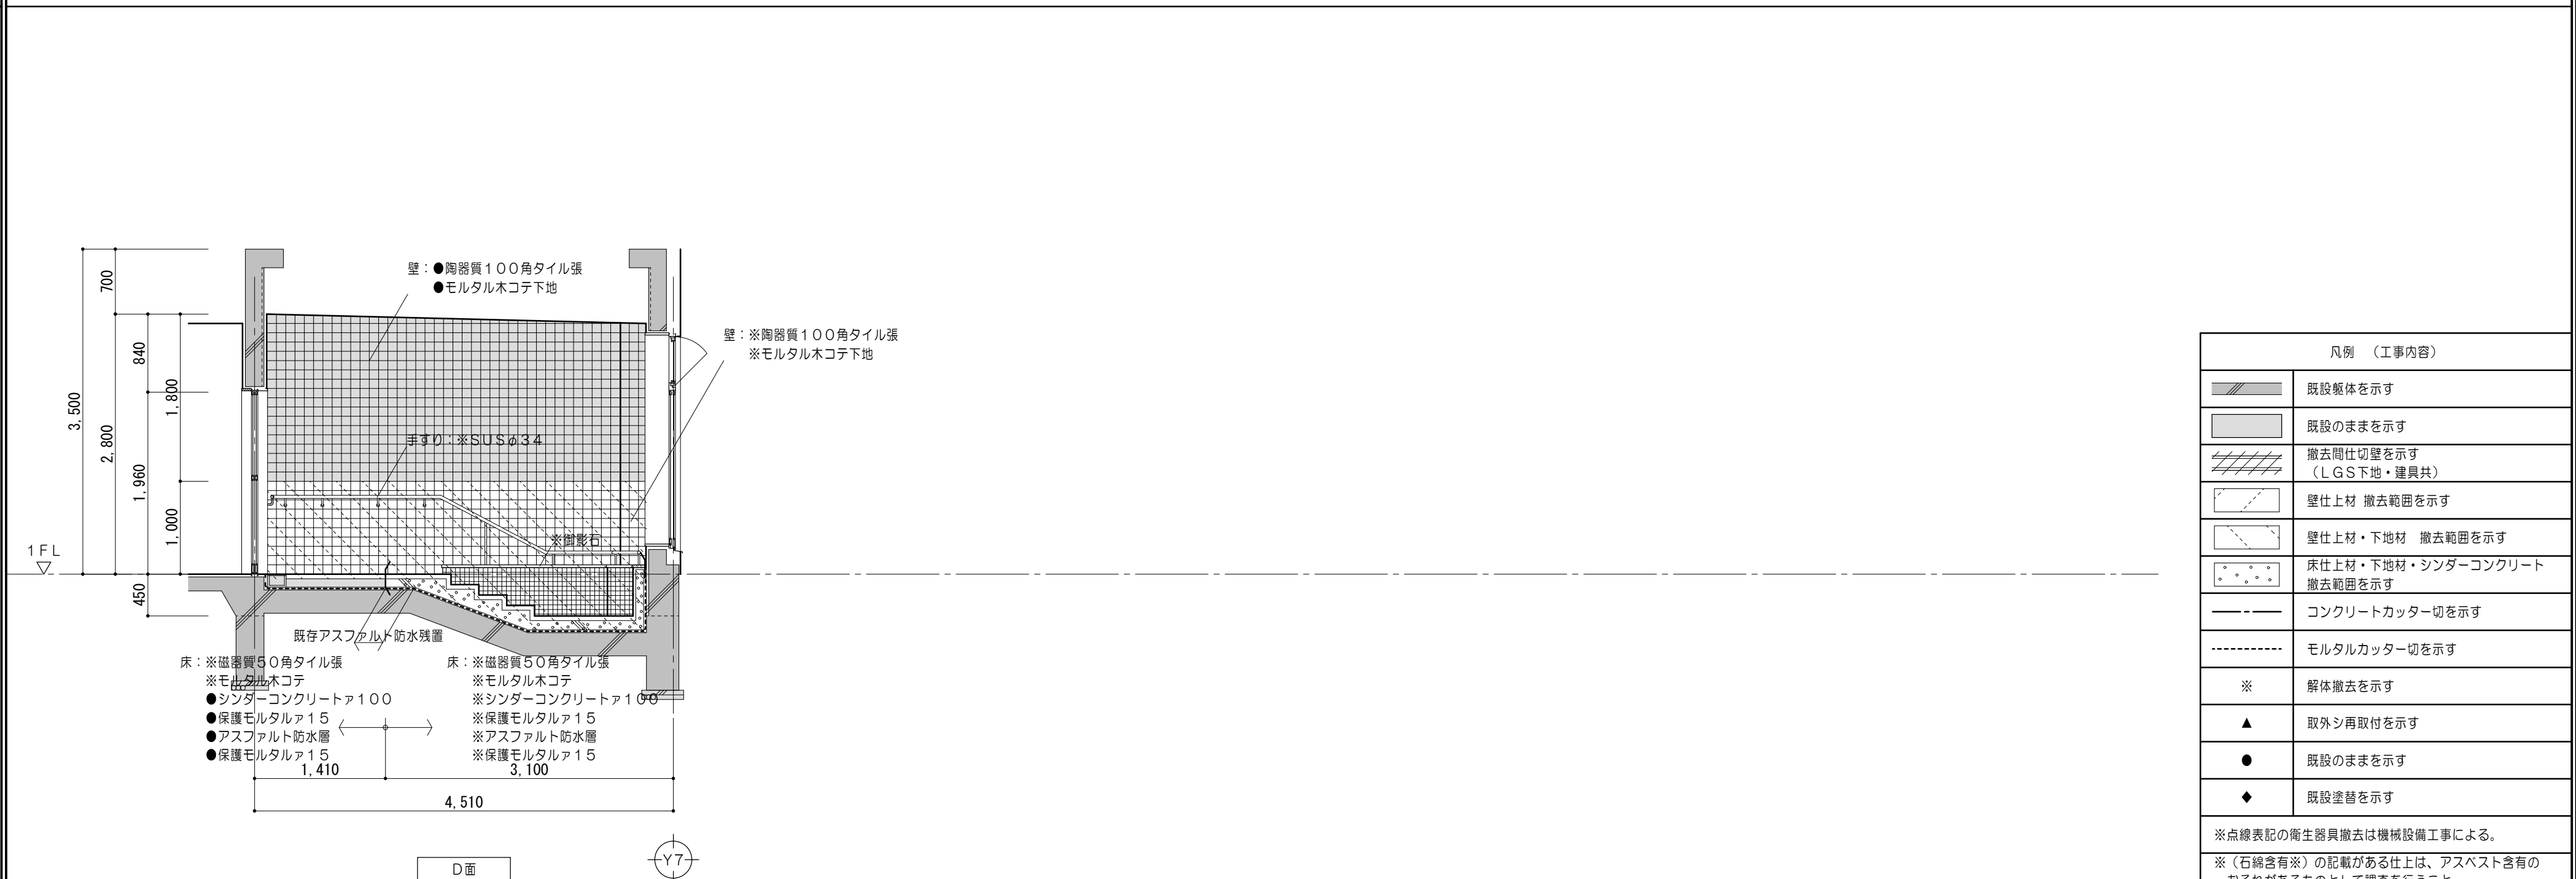 壁：●陶器質１００角タイル張
●モルタル木コテ下地
壁：※陶器質１００角タイル張
※モルタル木コテ下地
手すり：※ＳＵＳφ３４
※御影石
700
840
1,800
3,500
2,800
1,960
1,000
450
１ＦＬ
既存アスファルト防水残置
床：※磁器質５０角タイル張
※モルタル木コテ
●シンダーコンクリートァ１００
●保護モルタルァ１５
●アスファルト防水層
●保護モルタルァ１５
床：※磁器質５０角タイル張
※モルタル木コテ
※シンダーコンクリートァ１００
※保護モルタルァ１５
※アスファルト防水層
※保護モルタルァ１５
1,410
3,100
4,510
Y7
Ｄ面
凡例　（工事内容）
既設躯体を示す
既設のままを示す
撤去間仕切壁を示す
（ＬＧＳ下地・建具共）
壁仕上材 撤去範囲を示す
壁仕上材・下地材　撤去範囲を示す
床仕上材・下地材・シンダーコンクリート
撤去範囲を示す
コンクリートカッター切を示す
モルタルカッター切を示す
※ 解体撤去を示す
▲ 取外シ再取付を示す
● 既設のままを示す
◆ 既設塗替を示す
※点線表記の衛生器具撤去は機械設備工事による。
※（石綿含有※）の記載がある仕上は、アスベスト含有の